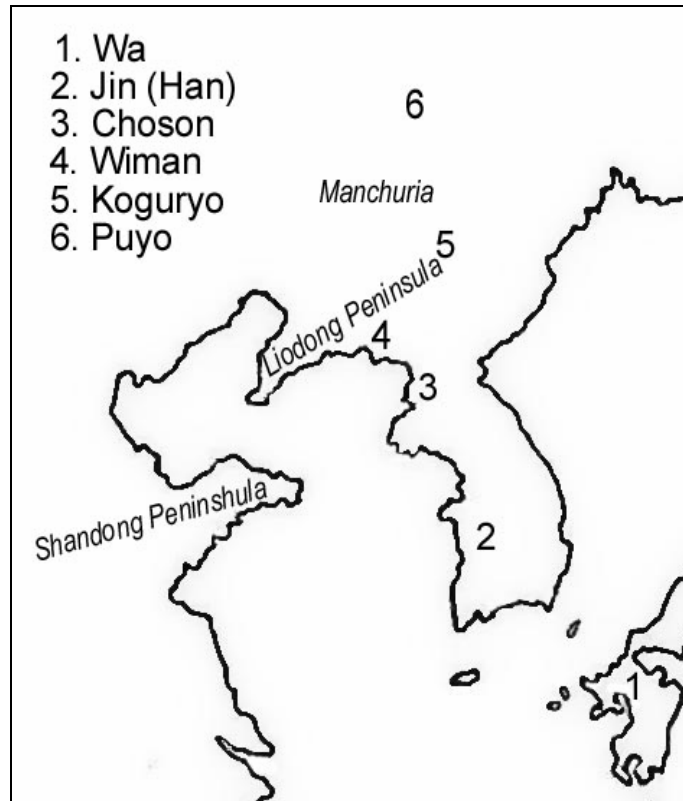 1. Wa
2. Jin (Han)
3. Choson
4. Wiman
5. Koguryo
6. Puyo
6
Manchuria
5
Liodong Peninsula
4
3
Shandong Peninshula
2
1